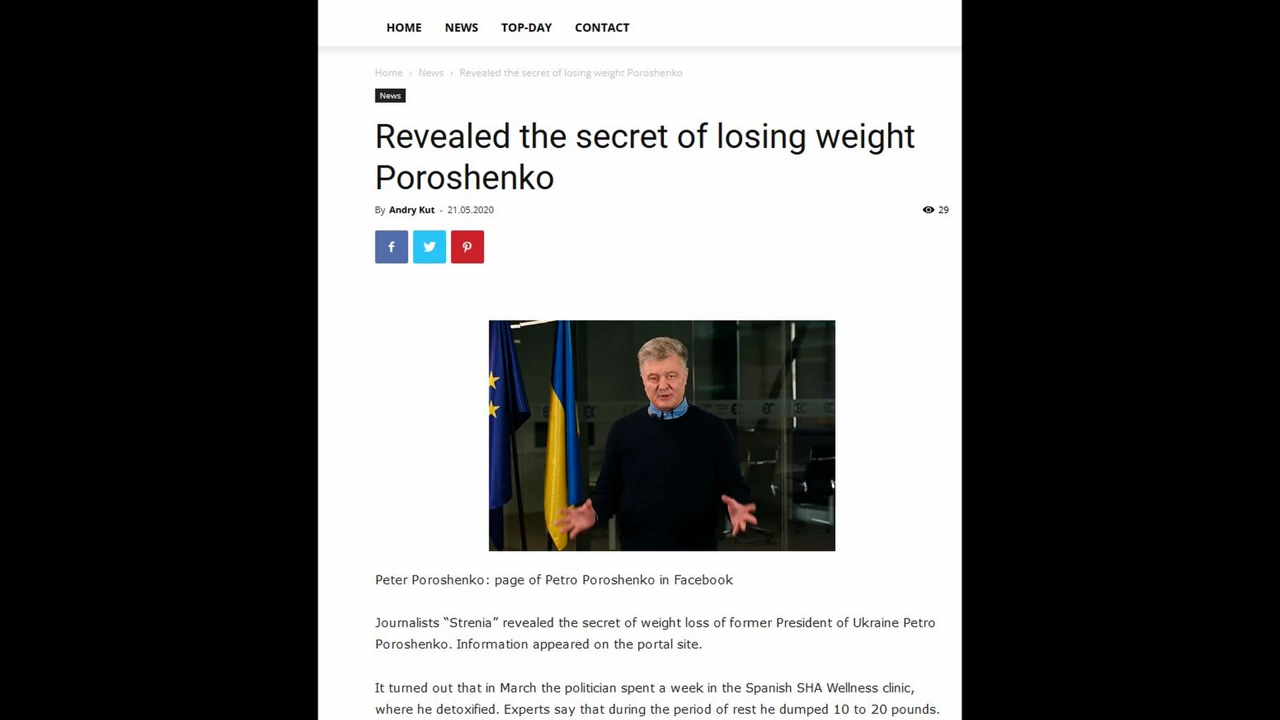 HOME NEWS TOP-DAY CONTACT
Home › News › Revealed the secret of losing weight Poroshenko
News
Revealed the secret of losing weight
Poroshenko
By Andry Kut - 21.05.2020 29
Peter Poroshenko: page of Petro Poroshenko in Facebook
Journalists “Strenia” revealed the secret of weight loss of former President of Ukraine Petro
Poroshenko. Information appeared on the portal site.
It turned out that in March the politician spent a week in the Spanish SHA Wellness clinic,
where he detoxified. Experts say that during the period of rest he dumped 10 to 20 pounds.